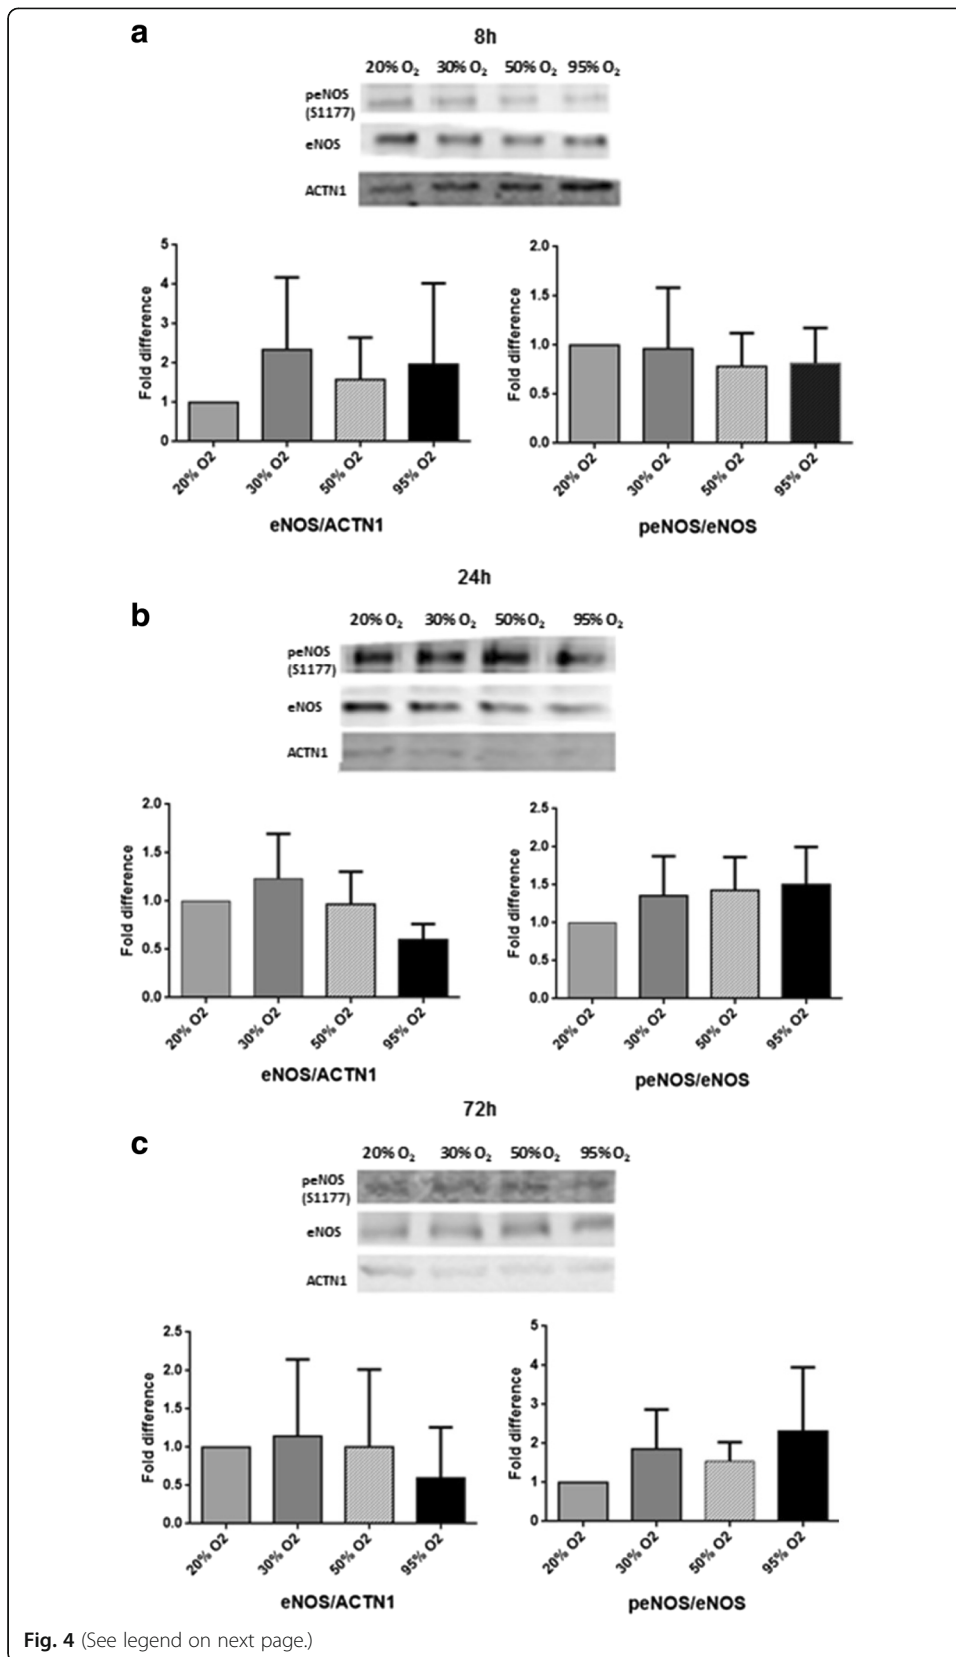 a
8h
20% O2 30% O2 50% O2 95% O2
peNOS
(S1177)
eNOS
ACTN1
5
4
3
2
1
0
Fold difference
20% O2 30% O2 50% O2 95% O2
eNOS/ACTN1
2.0
1.5
1.0
0.5
0.0
Fold difference
20% O2 30% O2 50% O2 95% O2
peNOS/eNOS
24h
b
20% O2 30% O2 50% O2 95% O2
peNOS
(S1177)
eNOS
ACTN1
2.0
1.5
1.0
0.5
0.0
Fold difference
20% O2 30% O2 50% O2 95% O2
eNOS/ACTN1
2.5
2.0
1.5
1.0
0.5
0.0
Fold difference
20% O2 30% O2 50% O2 95% O2
peNOS/eNOS
72h
c
20% O2 30% O2 50% O2 95% O2
peNOS
(S1177)
eNOS
ACTN1
2.5
2.0
1.5
1.0
0.5
0.0
Fold difference
20% O2 30% O2 50% O2 95% O2
eNOS/ACTN1
5
4
3
2
1
0
Fold difference
20% O2 30% O2 50% O2 95% O2
peNOS/eNOS
Fig. 4 (See legend on next page.)